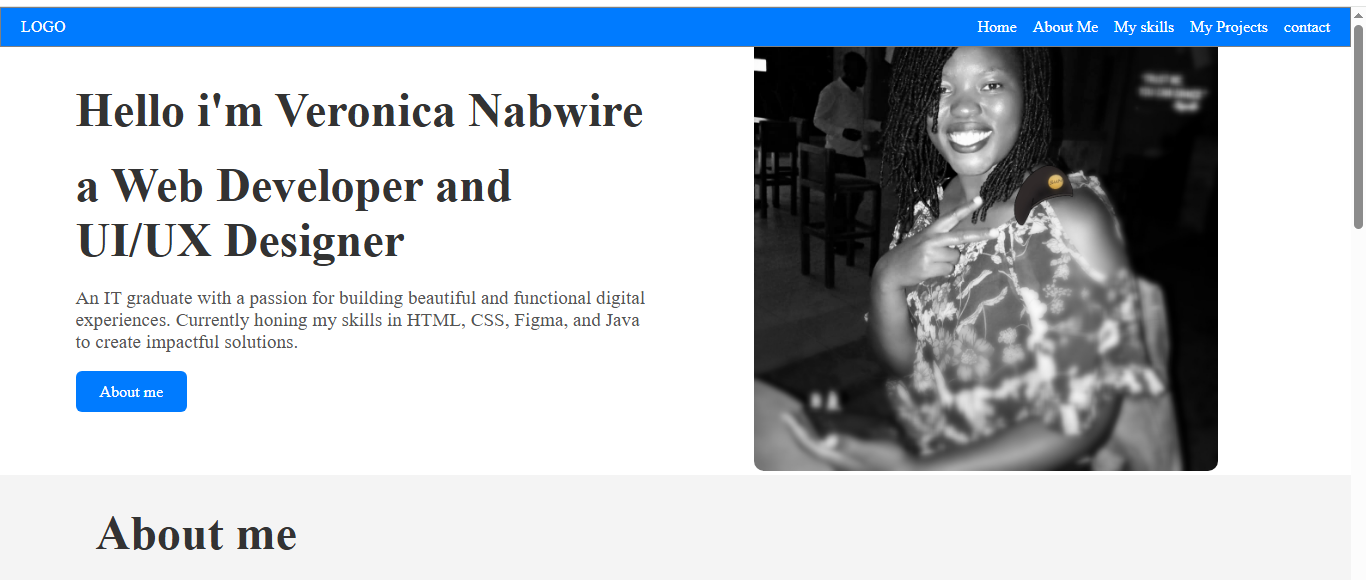 LOGO
Home About Me My skills My Projects contact
Hello i'm Veronica Nabwire
a Web Developer and
UI/UX Designer
An IT graduate with a passion for building beautiful and functional digital
experiences. Currently honing my skills in HTML, CSS, Figma, and Java
to create impactful solutions.
About me
About me